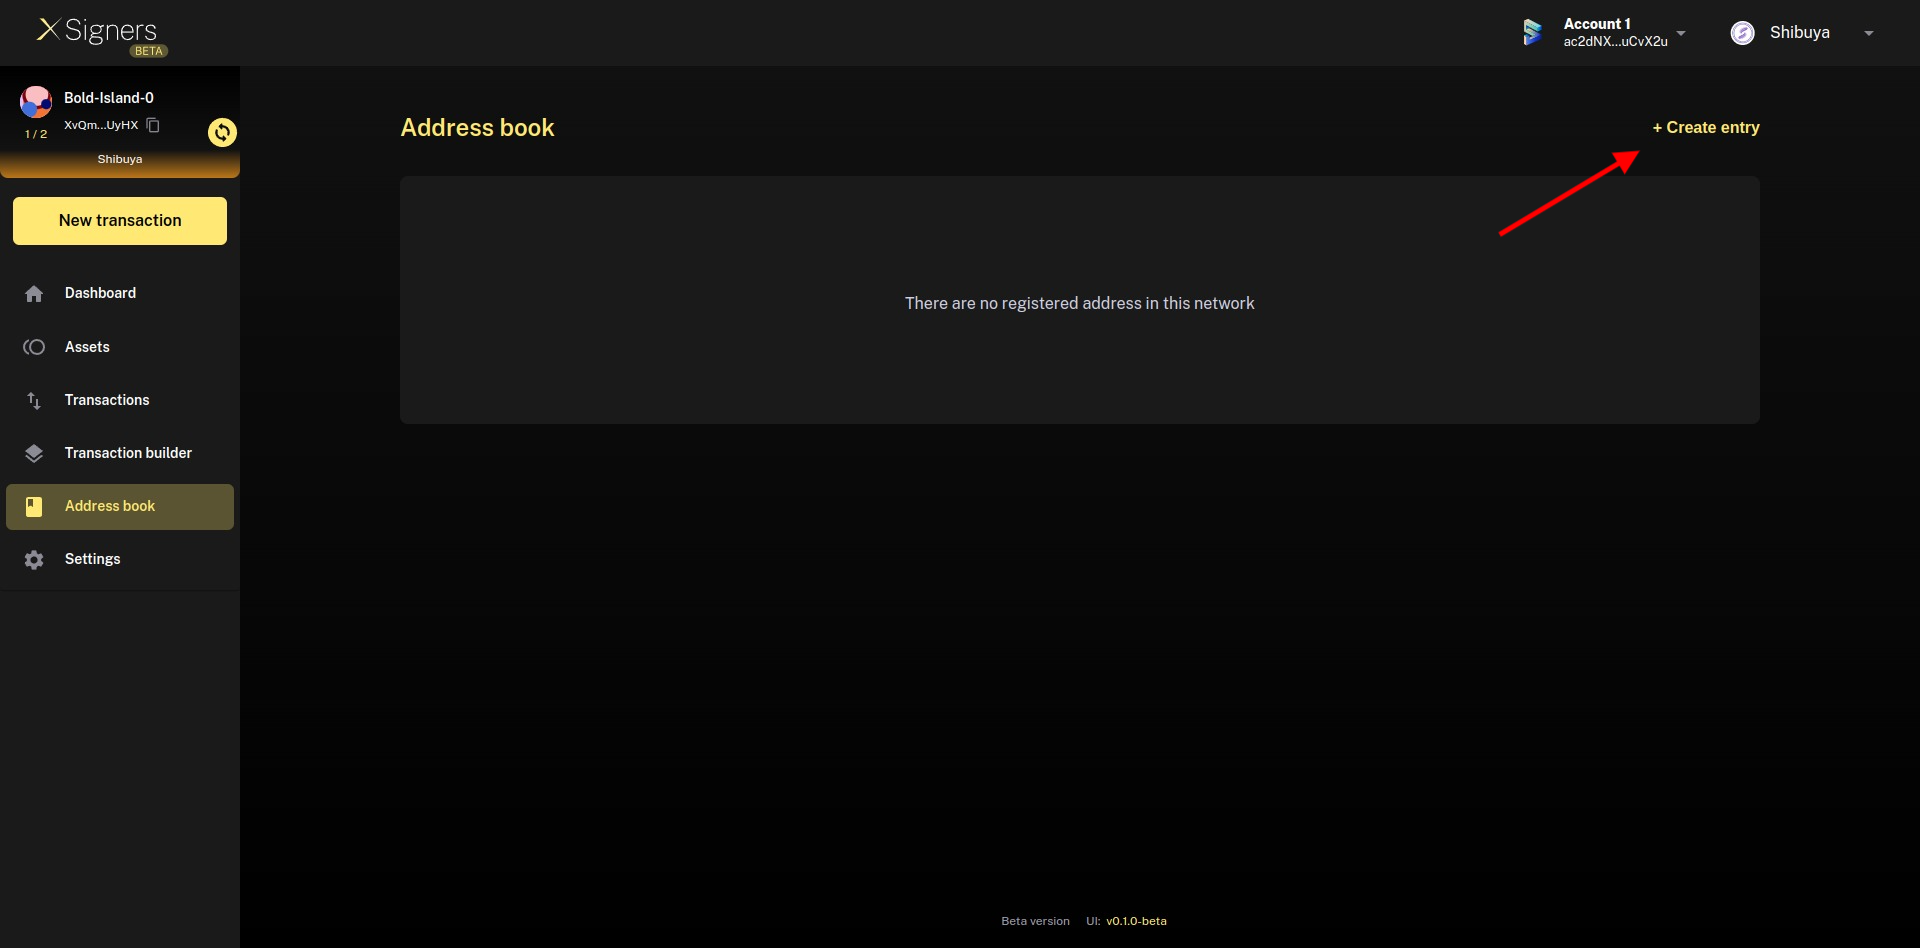 XSigners
BETA
Account 1
ac2dNX...uCvX2u
Shibuya
Bold-Island-0
XvQm...UyHX
1 / 2
Shibuya
New transaction
Dashboard
Assets
Transactions
Transaction builder
Address book
Settings
Address book
+ Create entry
There are no registered address in this network
Beta version UI: v0.1.0-beta